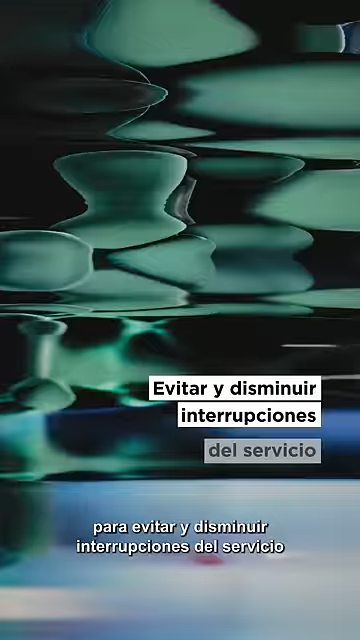 Evitar y disminuir
interrupciones
del servicio
para evitar y disminuir
interrupciones del servicio